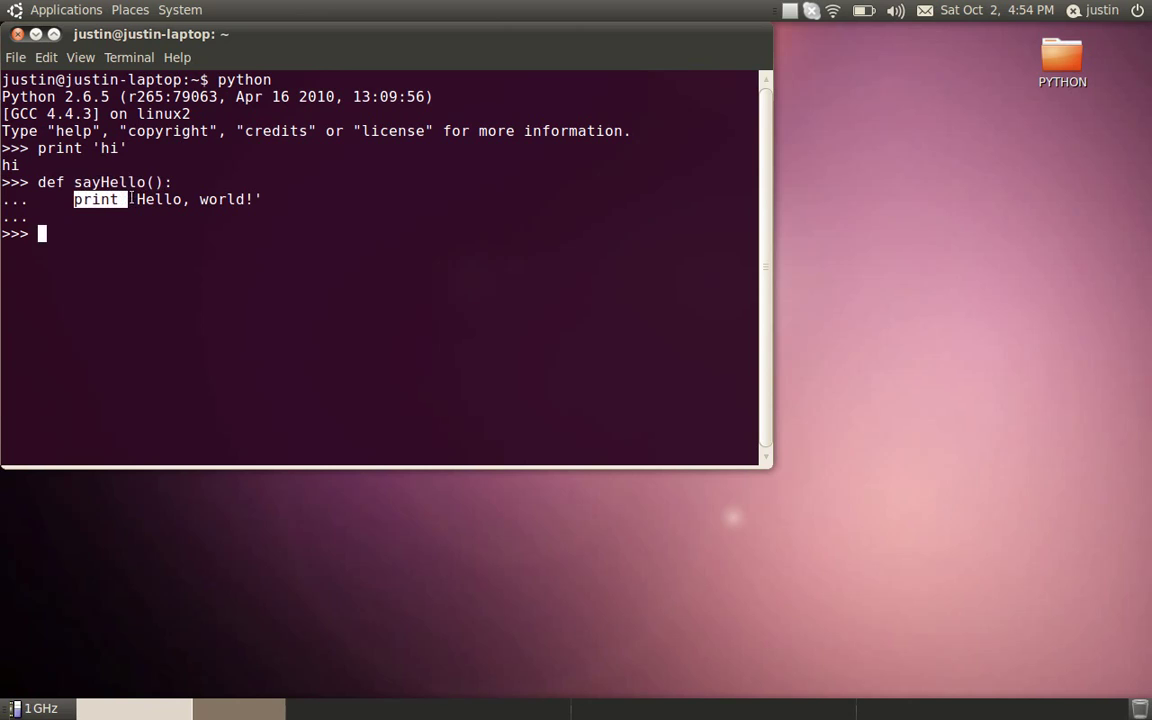 Applications Places System
Sat Oct 2, 4:54 PM justin
justin@justin-laptop: ~
File Edit View Terminal Help
justin@justin-laptop:~$ python
Python 2.6.5 (r265:79063, Apr 16 2010, 13:09:56)
[GCC 4.4.3] on linux2
Type "help", "copyright", "credits" or "license" for more information.
>>> print 'hi'
hi
>>> def sayHello():
...     print 'Hello, world!'
...
>>>
PYTHON
1 GHz